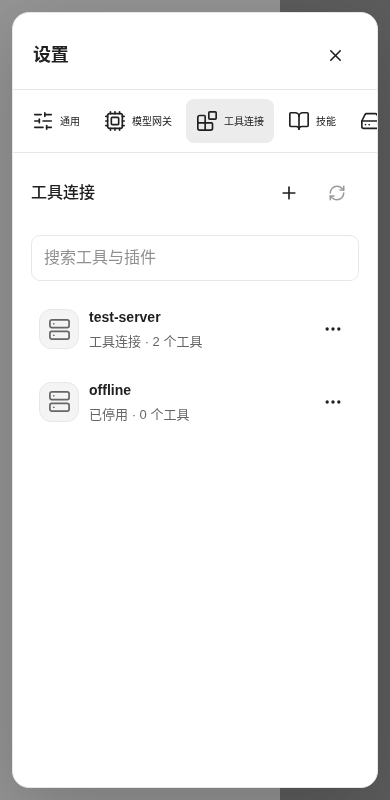 设置
通用
模型网关
工具连接
技能
工具连接
搜索工具与插件
test-server
工具连接 · 2 个工具
offline
已停用 · 0 个工具